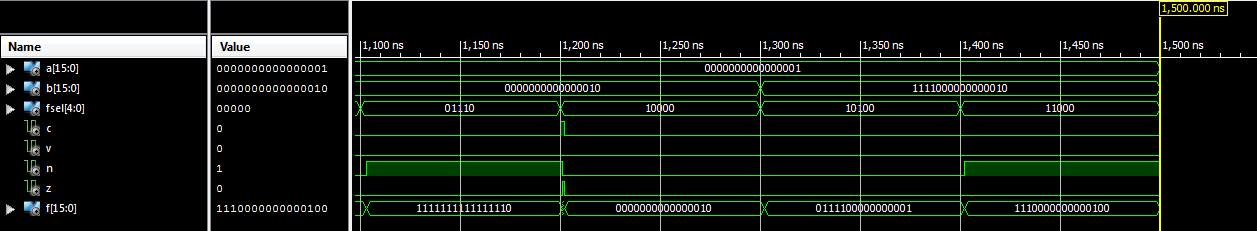 1,500.000 ns
Name Value 1,100 ns 1,150 ns 1,200 ns 1,250 ns 1,300 ns 1,350 ns 1,400 ns 1,450 ns 1,500 ns
a[15:0] 0000000000000001 0000000000000001
b[15:0] 0000000000000010 0000000000000010 1111000000000010
fsel[4:0] 00000 01110 10000 10100 11000
c 0
v 0
n 1
z 0
f[15:0] 1110000000000100 1111111111111110 0000000000000010 0111100000000001 1110000000000100